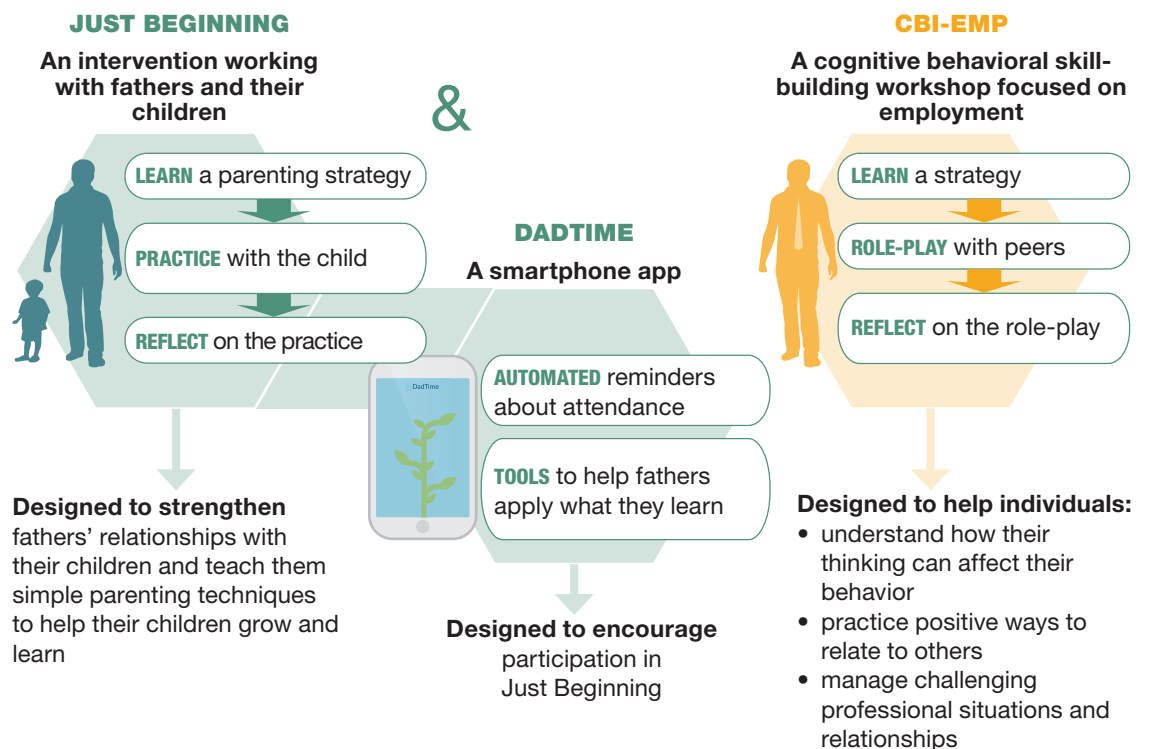 JUST BEGINNING
An intervention working
with fathers and their
children
LEARN a parenting strategy
PRACTICE with the child
REFLECT on the practice
Designed to strengthen
fathers’ relationships with
their children and teach them
simple parenting techniques
to help their children grow and
learn
&
DADTIME
A smartphone app
DadTime
AUTOMATED reminders
about attendance
TOOLS to help fathers
apply what they learn
Designed to encourage
participation in
Just Beginning
CBI-EMP
A cognitive behavioral skill-
building workshop focused on
employment
LEARN a strategy
ROLE-PLAY with peers
REFLECT on the role-play
Designed to help individuals:
• understand how their
thinking can affect their
behavior
• practice positive ways to
relate to others
• manage challenging
professional situations and
relationships